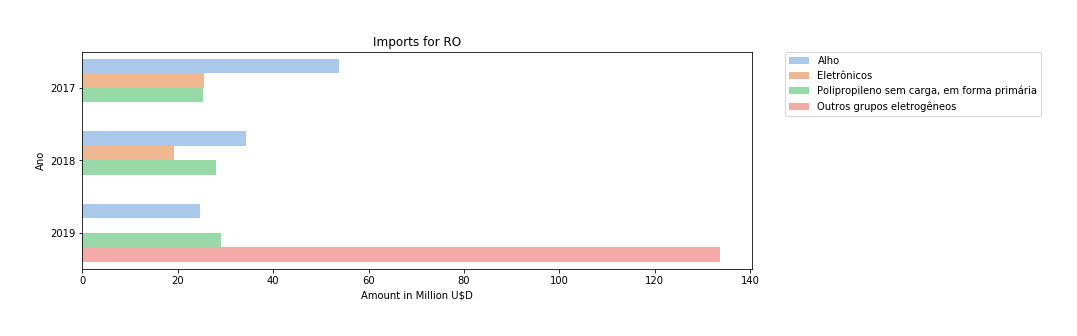 Imports for RO
Alho
Eletrônicos
Polipropileno sem carga, em forma primária
Outros grupos eletrogêneos
Ano
2017
2018
2019
0 20 40 60 80 100 120 140
Amount in Million U$D